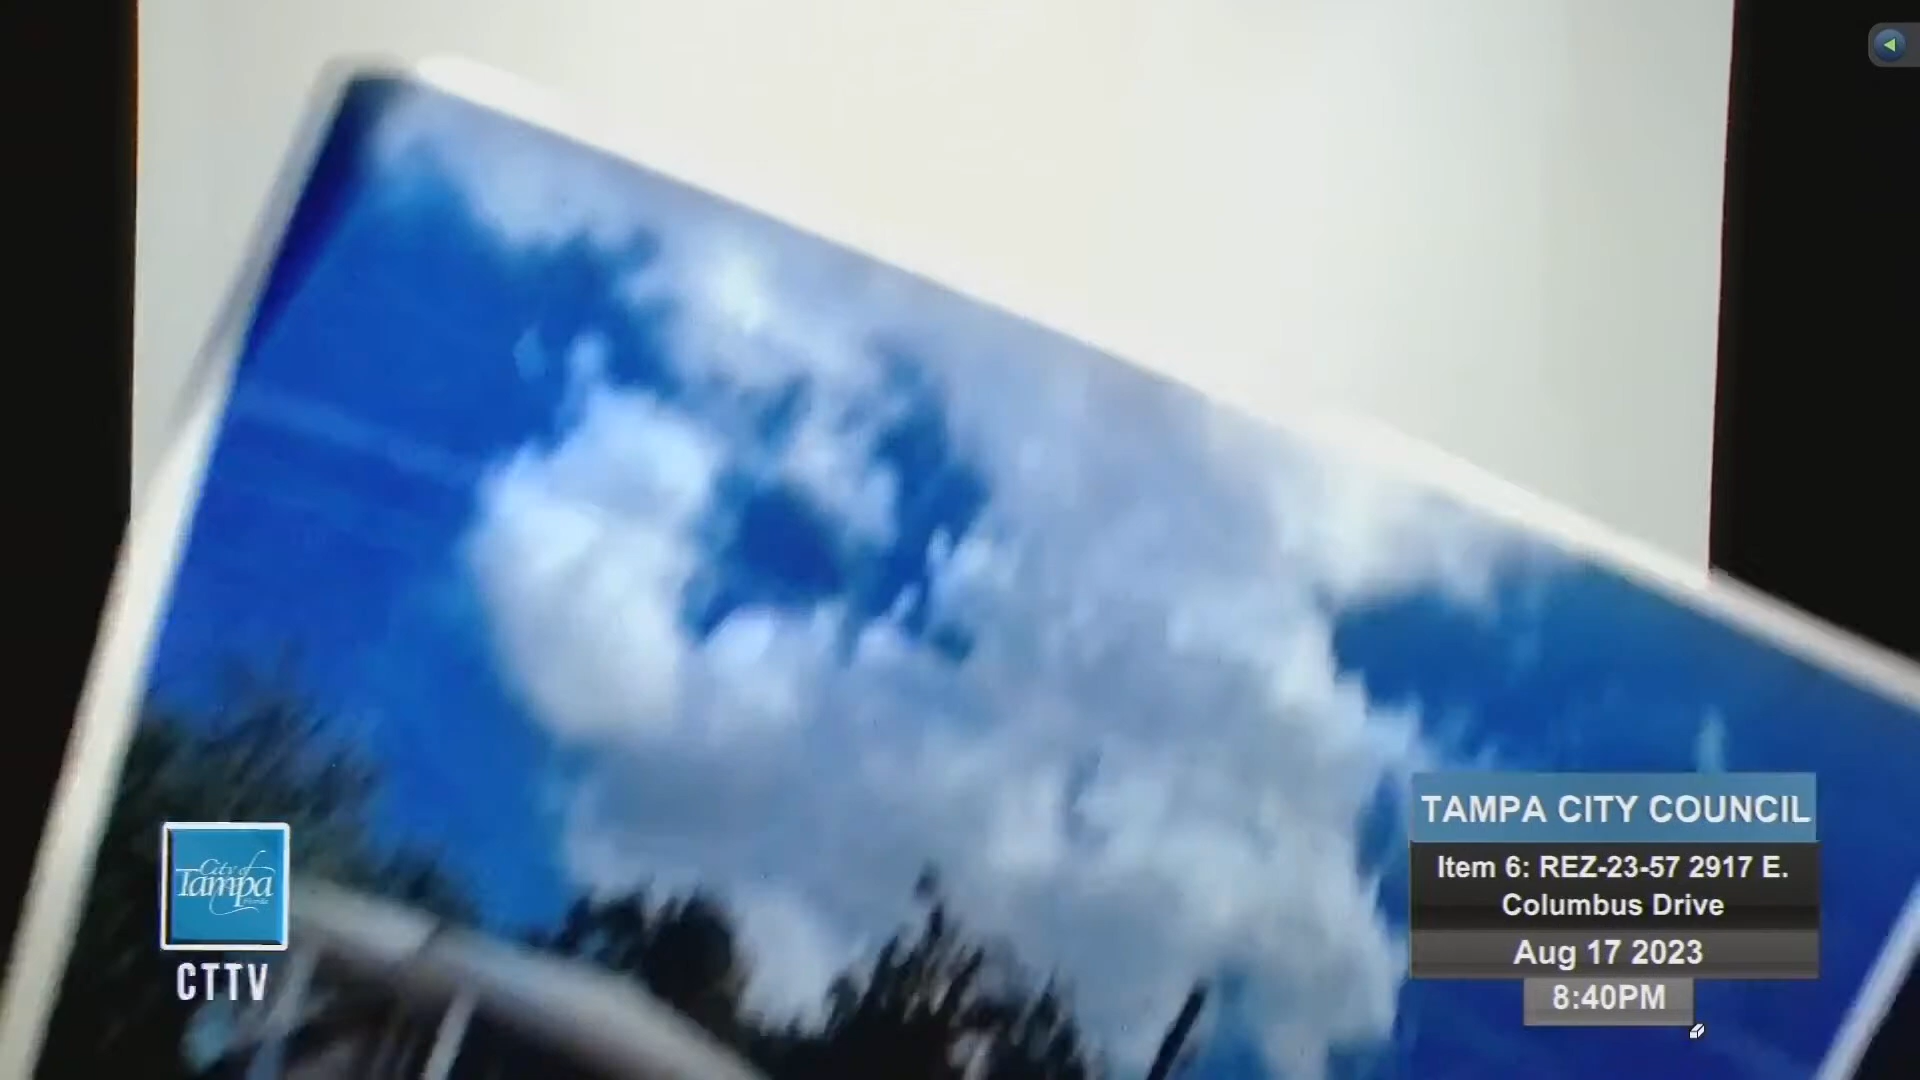 TAMPA CITY COUNCIL
Item 6: REZ-23-57 2917 E.
Columbus Drive
Aug 17 2023
8:40PM
City of
Tampa
Florida
CTTV